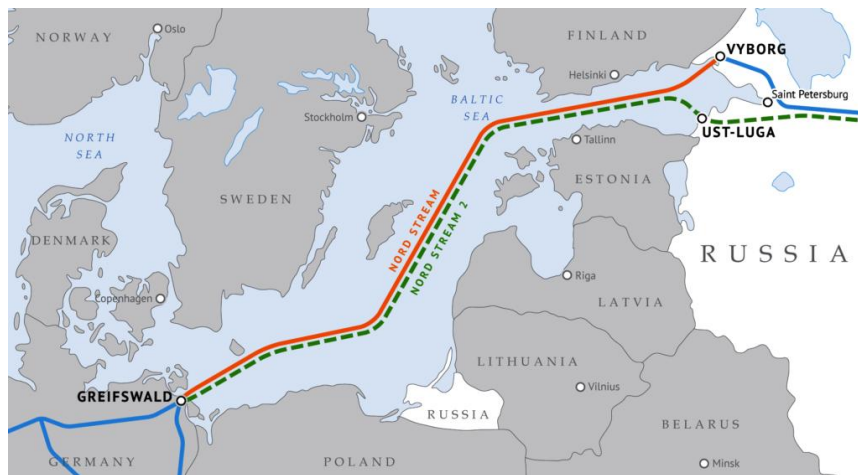 NORWAY
Oslo
FINLAND
VYBORG
Helsinki
Saint Petersburg
BALTIC
SEA
Stockholm
UST-LUGA
NORTH
SEA
Tallinn
ESTONIA
SWEDEN
NORD STREAM
NORD STREAM 2
DENMARK
RUSSIA
Riga
Copenhagen
LATVIA
LITHUANIA
Vilnius
GREIFSWALD
RUSSIA
BELARUS
GERMANY
POLAND
Minsk